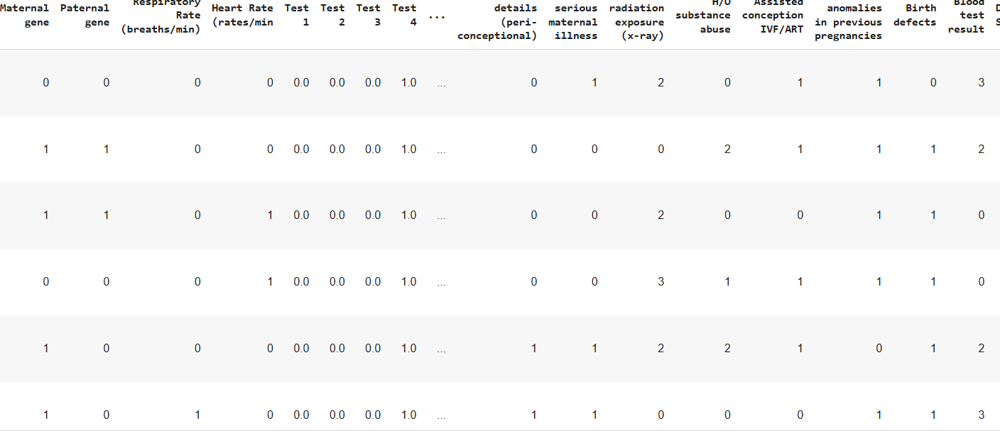 Maternal
gene
Paternal
gene
Respiratory
Rate
(breaths/min)
Heart Rate
(rates/min
Test
1
Test
2
Test
3
Test
4
...
details
(peri-
conceptional)
serious
maternal
illness
radiation
exposure
(x-ray)
H/O
substance
abuse
Assisted
conception
IVF/ART
anomalies
in previous
pregnancies
Birth
defects
Blood
test
result
0 0 0 0 0.0 0.0 0.0 1.0 ... 0 1 2 0 1 1 0 3
1 1 0 0 0.0 0.0 0.0 1.0 ... 0 0 0 2 1 1 1 2
1 1 0 1 0.0 0.0 0.0 1.0 ... 0 0 2 0 0 1 1 0
0 0 0 1 0.0 0.0 0.0 1.0 ... 0 0 3 1 1 1 1 0
1 0 0 0 0.0 0.0 0.0 1.0 ... 1 1 2 2 1 0 1 2
1 0 1 0 0.0 0.0 0.0 1.0 ... 1 1 0 0 0 1 1 3